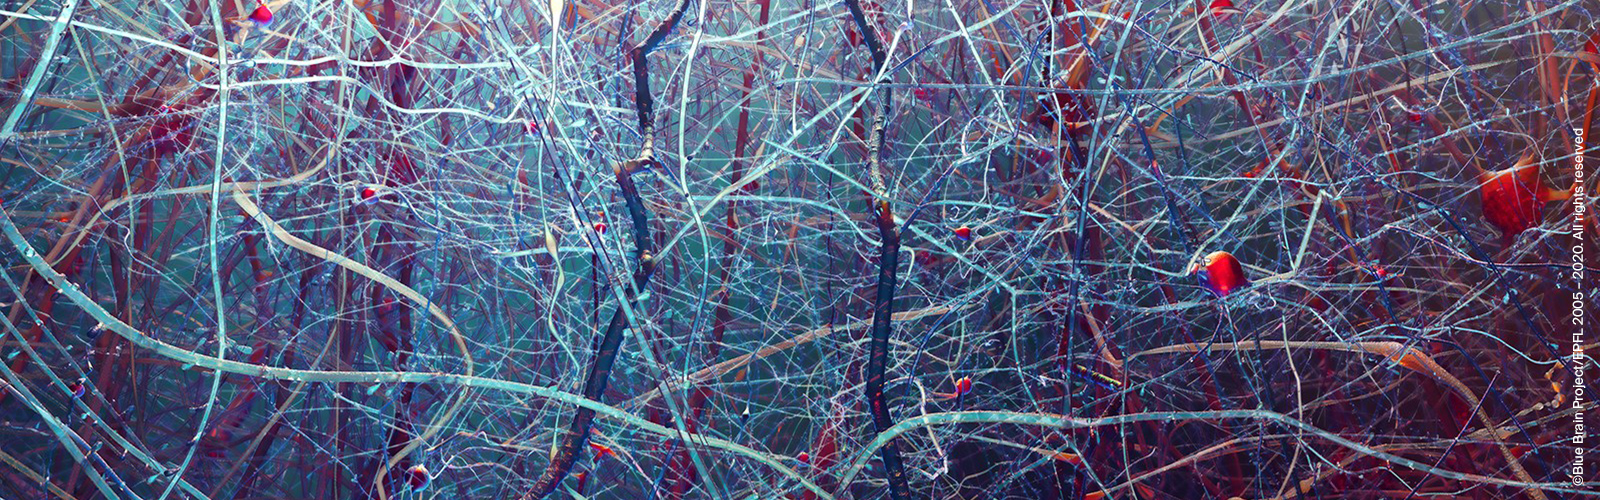 ©Blue Brain Project/EPFL 2005 – 2020. All rights reserved